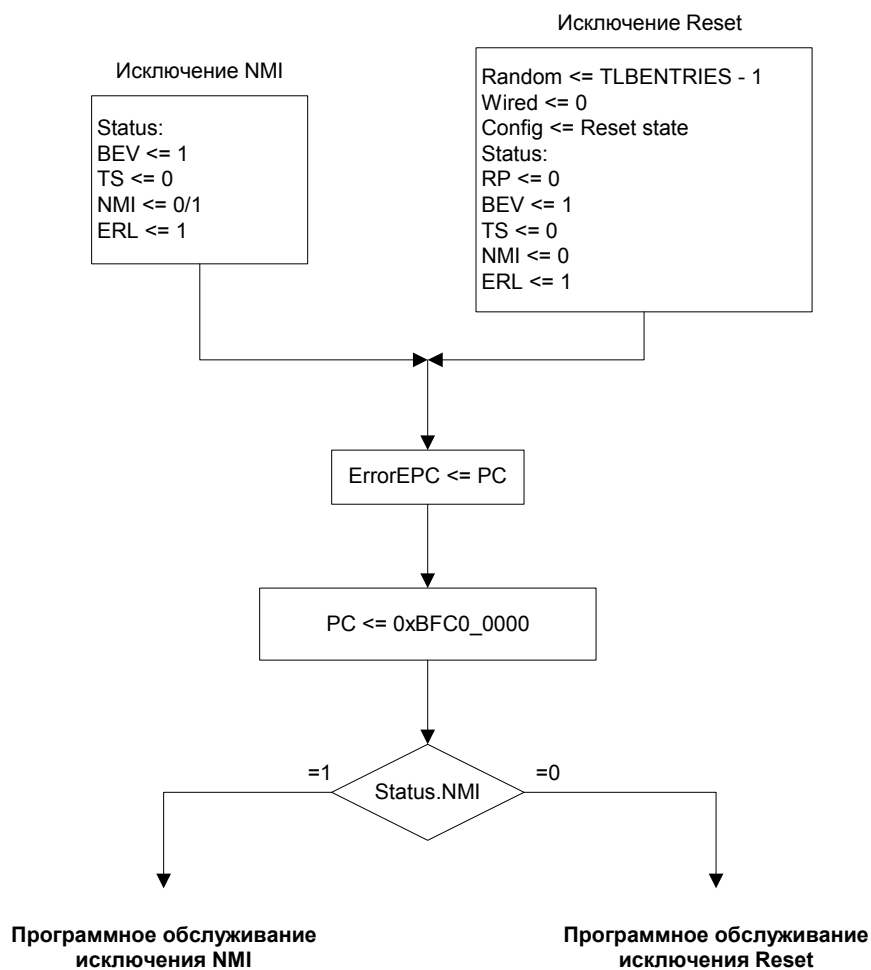 Исключение Reset
Исключение NMI
Random <= TLBENTRIES - 1
Wired <= 0
Config <= Reset state
Status:
RP <= 0
BEV <= 1
TS <= 0
NMI <= 0
ERL <= 1
Status:
BEV <= 1
TS <= 0
NMI <= 0/1
ERL <= 1
ErrorEPC <= PC
PC <= 0xBFC0_0000
=1
Status.NMI
=0
Программное обслуживание
исключения NMI
Программное обслуживание
исключения Reset